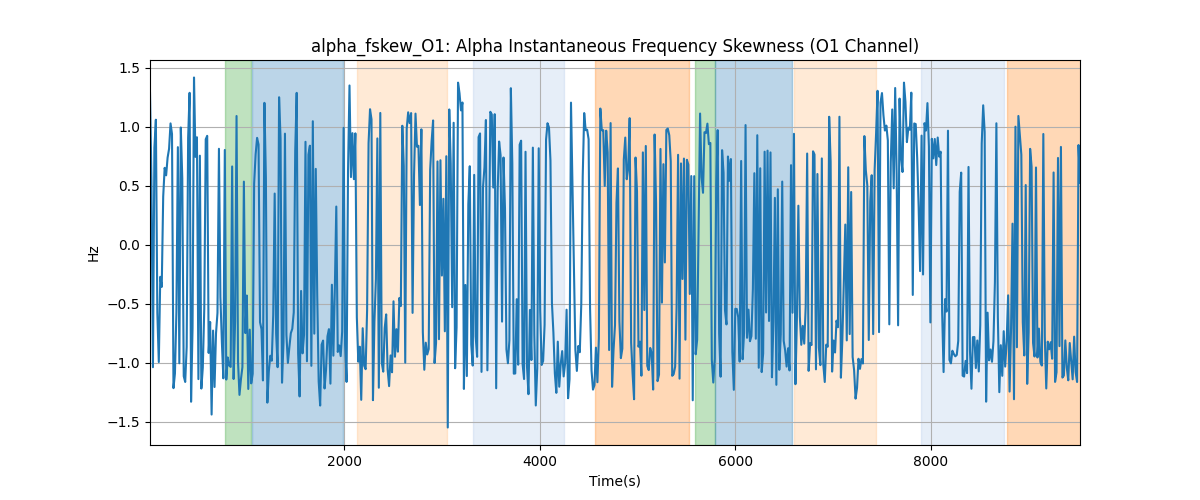 alpha_fskew_O1: Alpha Instantaneous Frequency Skewness (O1 Channel)
1.5
1.0
0.5
0.0
−0.5
−1.0
−1.5
Hz
2000 4000 6000 8000
Time(s)